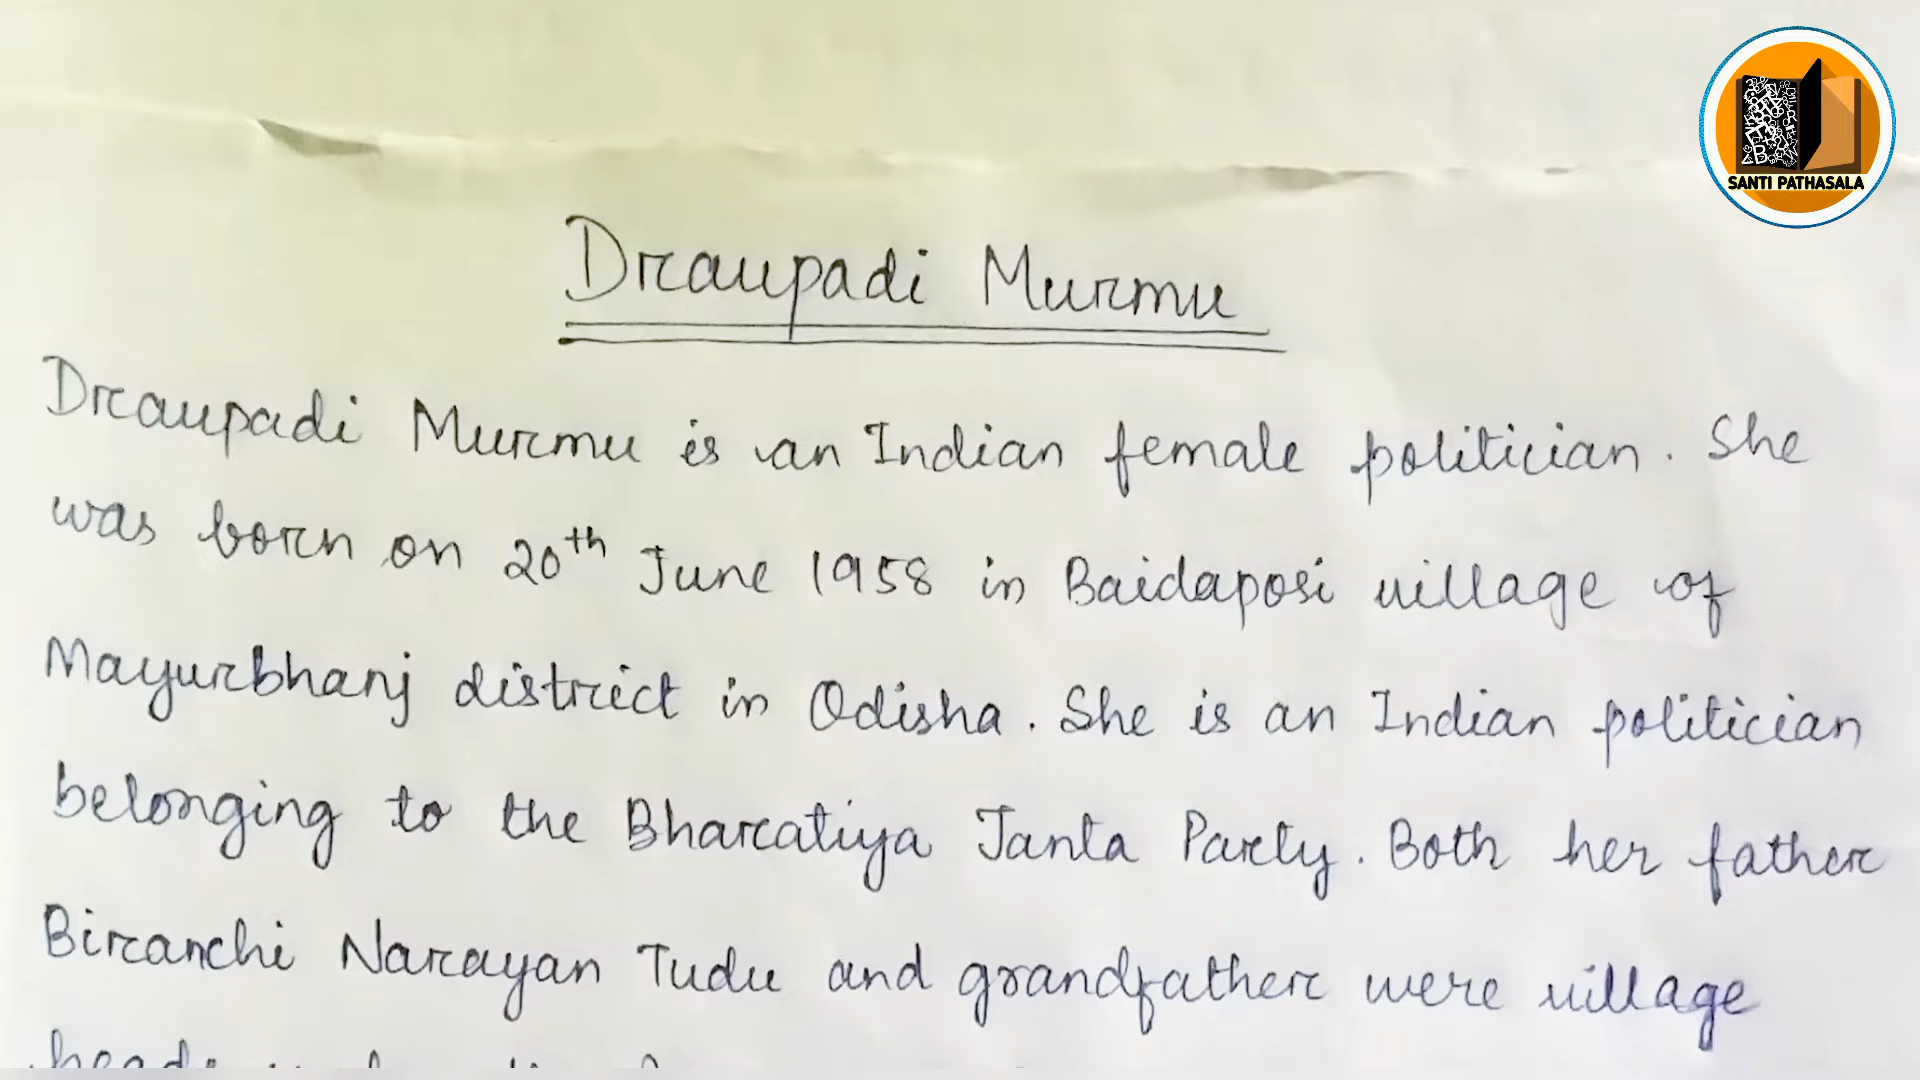 SANTI PATHASALA
Draupadi Murmu
Draupadi Murmu is an Indian female politician. She
was born on 20th June 1958 in Baidaposi village of
Mayurbhanj district in Odisha. She is an Indian politician
belonging to the Bharatiya Janta Party. Both her father
Biranchi Narayan Tudu and grandfather were village
heads